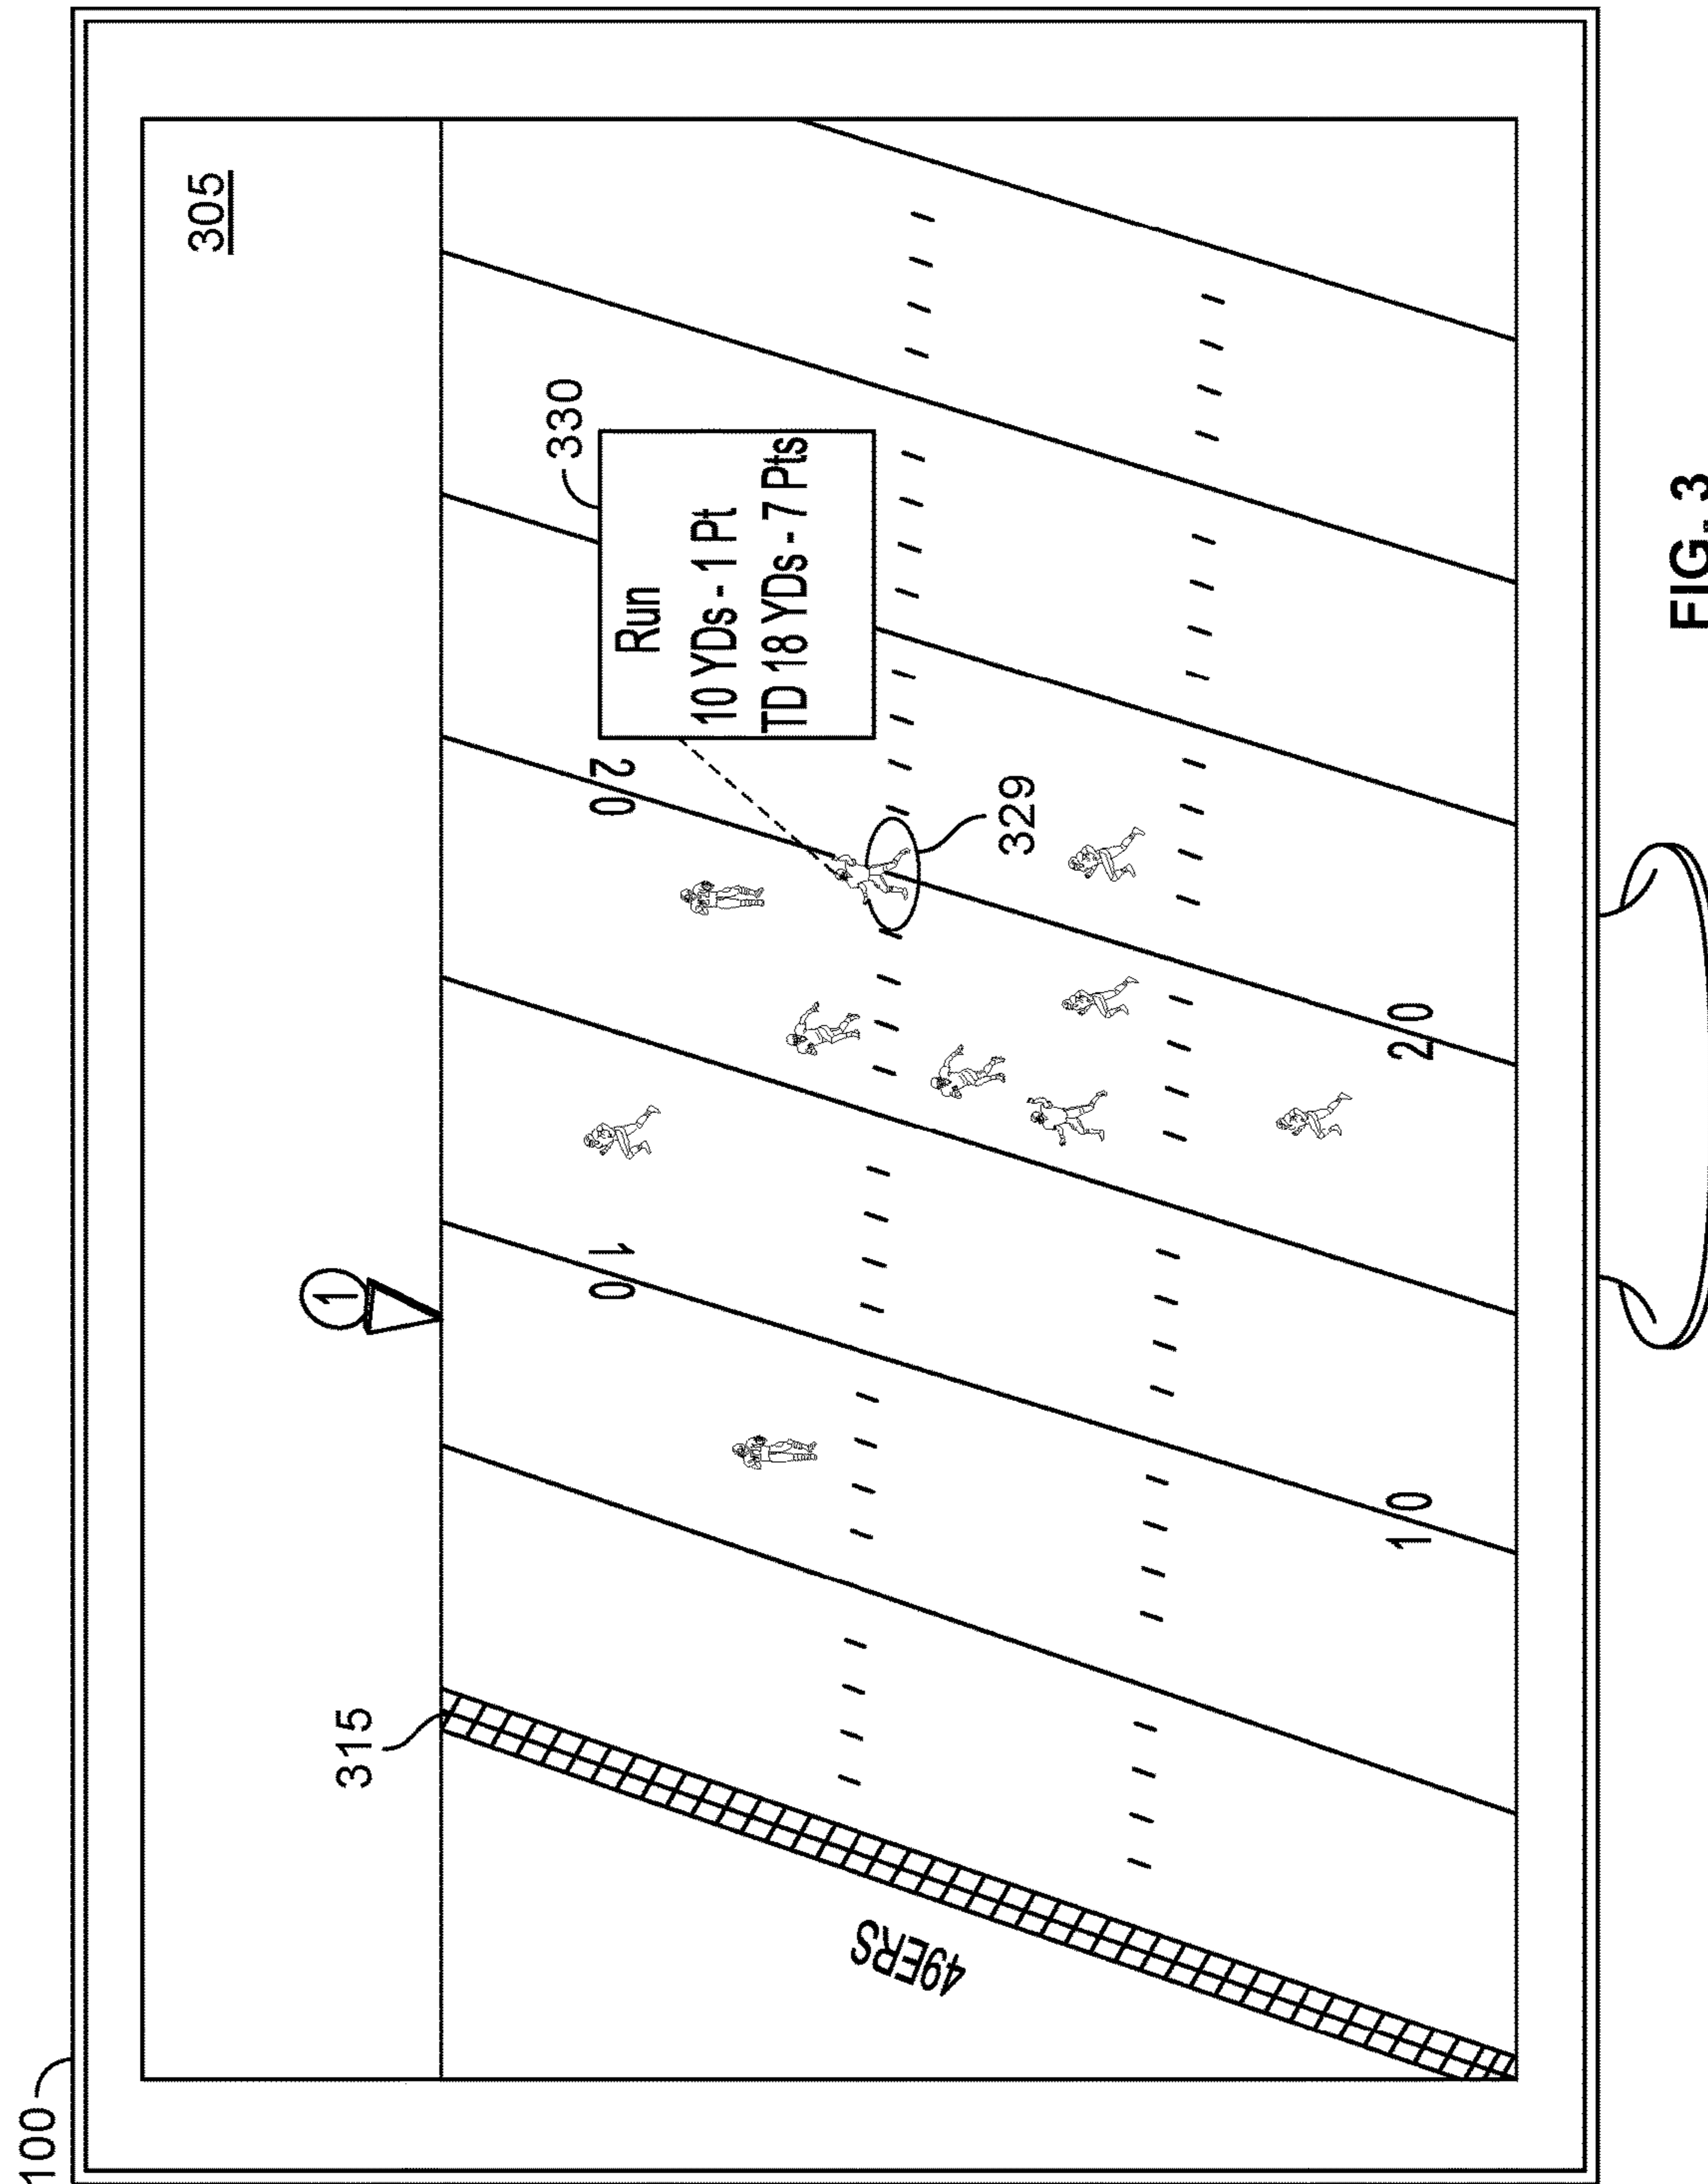 100
305
315
1
330
Run
10 YDs - 1 Pt
TD 18 YDs - 7 Pts
10
20
329
49ERS
10
20
FIG. 3